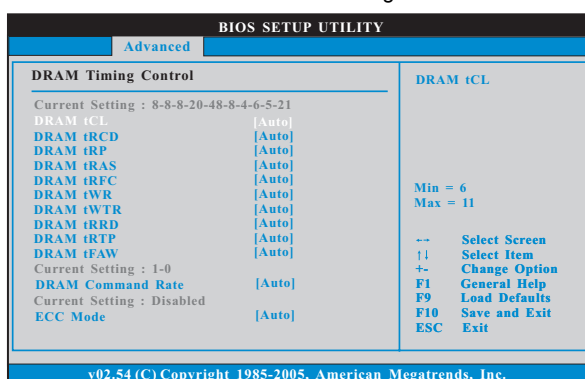 BIOS SETUP UTILITY
Advanced
DRAM Timing Control
Current Setting : 8-8-8-20-48-8-4-6-5-21
DRAM tCL [Auto]
DRAM tRCD [Auto]
DRAM tRP [Auto]
DRAM tRAS [Auto]
DRAM tRFC [Auto]
DRAM tWR [Auto]
DRAM tWTR [Auto]
DRAM tRRD [Auto]
DRAM tRTP [Auto]
DRAM tFAW [Auto]
Current Setting : 1-0
DRAM Command Rate [Auto]
Current Setting : Disabled
ECC Mode [Auto]
DRAM tCL
Min = 6
Max = 11
←→ Select Screen
↑↓ Select Item
+- Change Option
F1 General Help
F9 Load Defaults
F10 Save and Exit
ESC Exit
v02.54 (C) Copyright 1985-2005, American Megatrends, Inc.